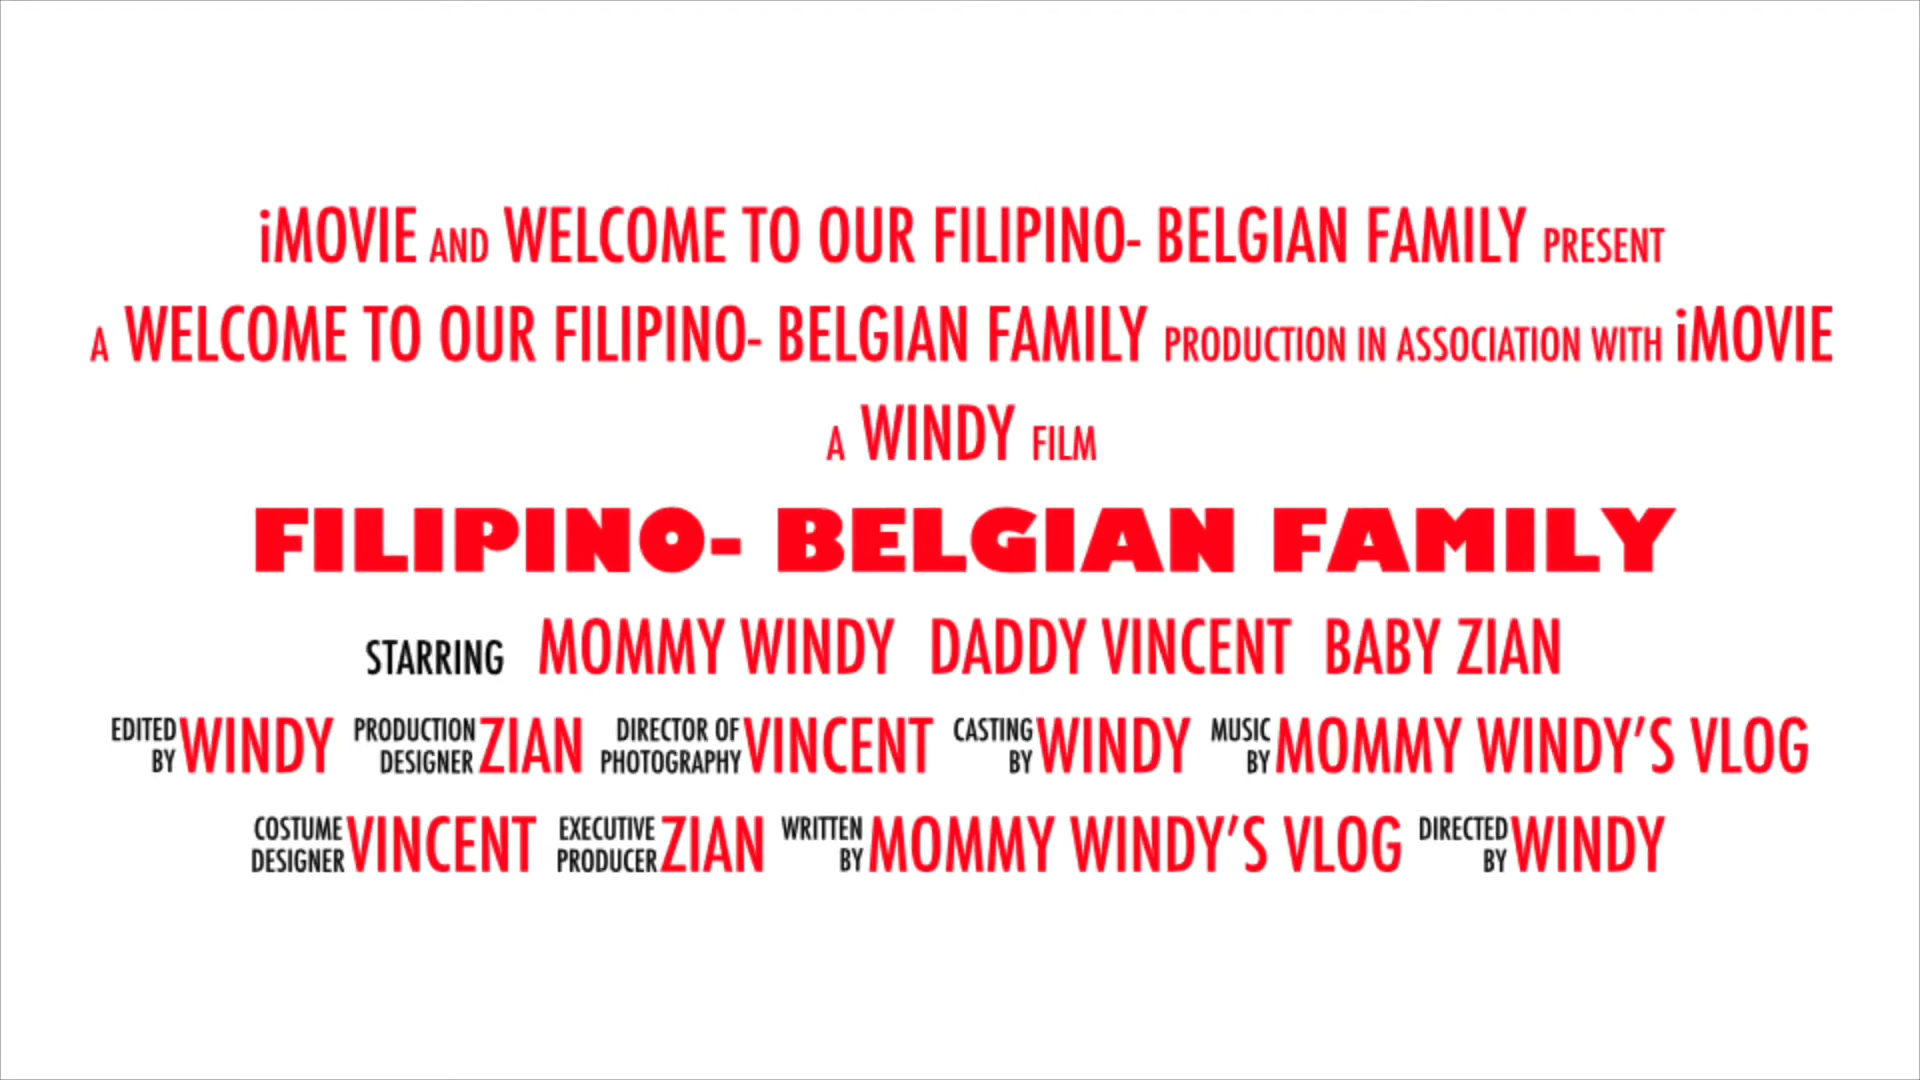 iMOVIE AND WELCOME TO OUR FILIPINO- BELGIAN FAMILY PRESENT
A WELCOME TO OUR FILIPINO- BELGIAN FAMILY PRODUCTION IN ASSOCIATION WITH iMOVIE
A WINDY FILM
FILIPINO- BELGIAN FAMILY
STARRING MOMMY WINDY DADDY VINCENT BABY ZIAN
EDITED BY WINDY PRODUCTION DESIGNER ZIAN DIRECTOR OF PHOTOGRAPHY VINCENT CASTING BY WINDY MUSIC BY MOMMY WINDY'S VLOG
COSTUME DESIGNER VINCENT EXECUTIVE PRODUCER ZIAN WRITTEN BY MOMMY WINDY'S VLOG DIRECTED BY WINDY